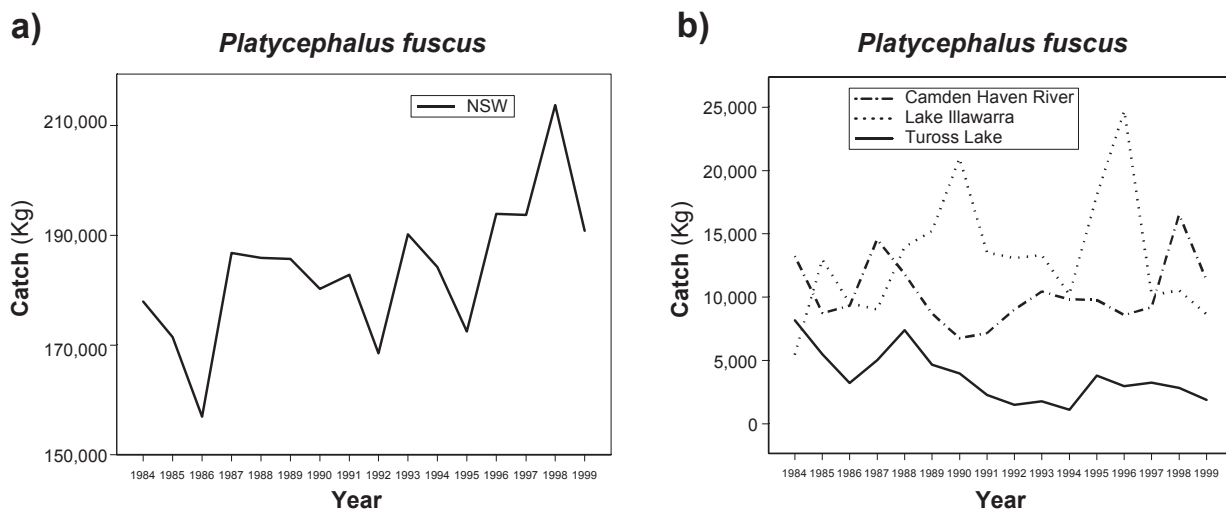 a)
Platycephalus fuscus
NSW
210,000
190,000
170,000
150,000
Catch (Kg)
1984 1985 1986 1987 1988 1989 1990 1991 1992 1993 1994 1995 1996 1997 1998 1999
Year
b)
Platycephalus fuscus
Camden Haven River
Lake Illawarra
Tuross Lake
25,000
20,000
15,000
10,000
5,000
0
Catch (Kg)
1984 1985 1986 1987 1988 1989 1990 1991 1992 1993 1994 1995 1996 1997 1998 1999
Year